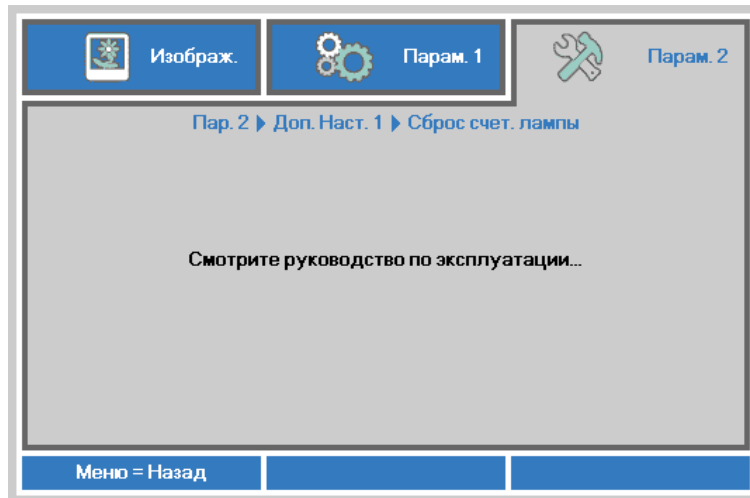 Изображ.
Парам. 1
Парам. 2
Пар. 2 ▶ Доп. Наст. 1 ▶ Сброс счет. лампы
Смотрите руководство по эксплуатации...
Меню = Назад